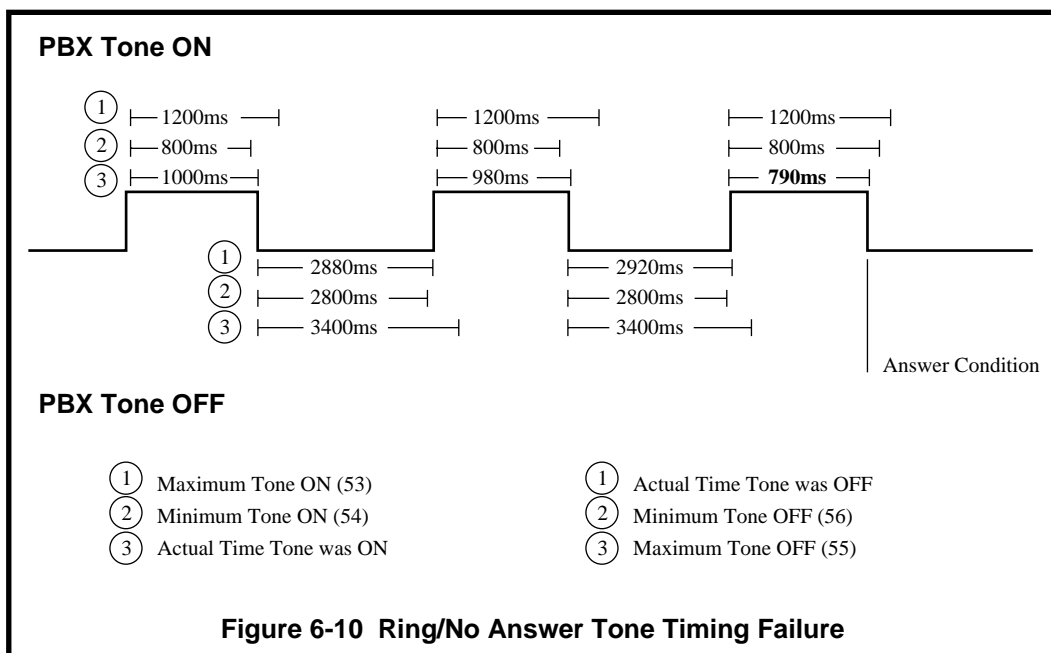 PBX Tone ON
1 1200ms 1200ms 1200ms
2 800ms 800ms 800ms
3 1000ms 980ms 790ms
1 2880ms 2920ms
2 2800ms 2800ms
3 3400ms 3400ms
Answer Condition
PBX Tone OFF
1 Maximum Tone ON (53)
2 Minimum Tone ON (54)
3 Actual Time Tone was ON
1 Actual Time Tone was OFF
2 Minimum Tone OFF (56)
3 Maximum Tone OFF (55)
Figure 6-10 Ring/No Answer Tone Timing Failure